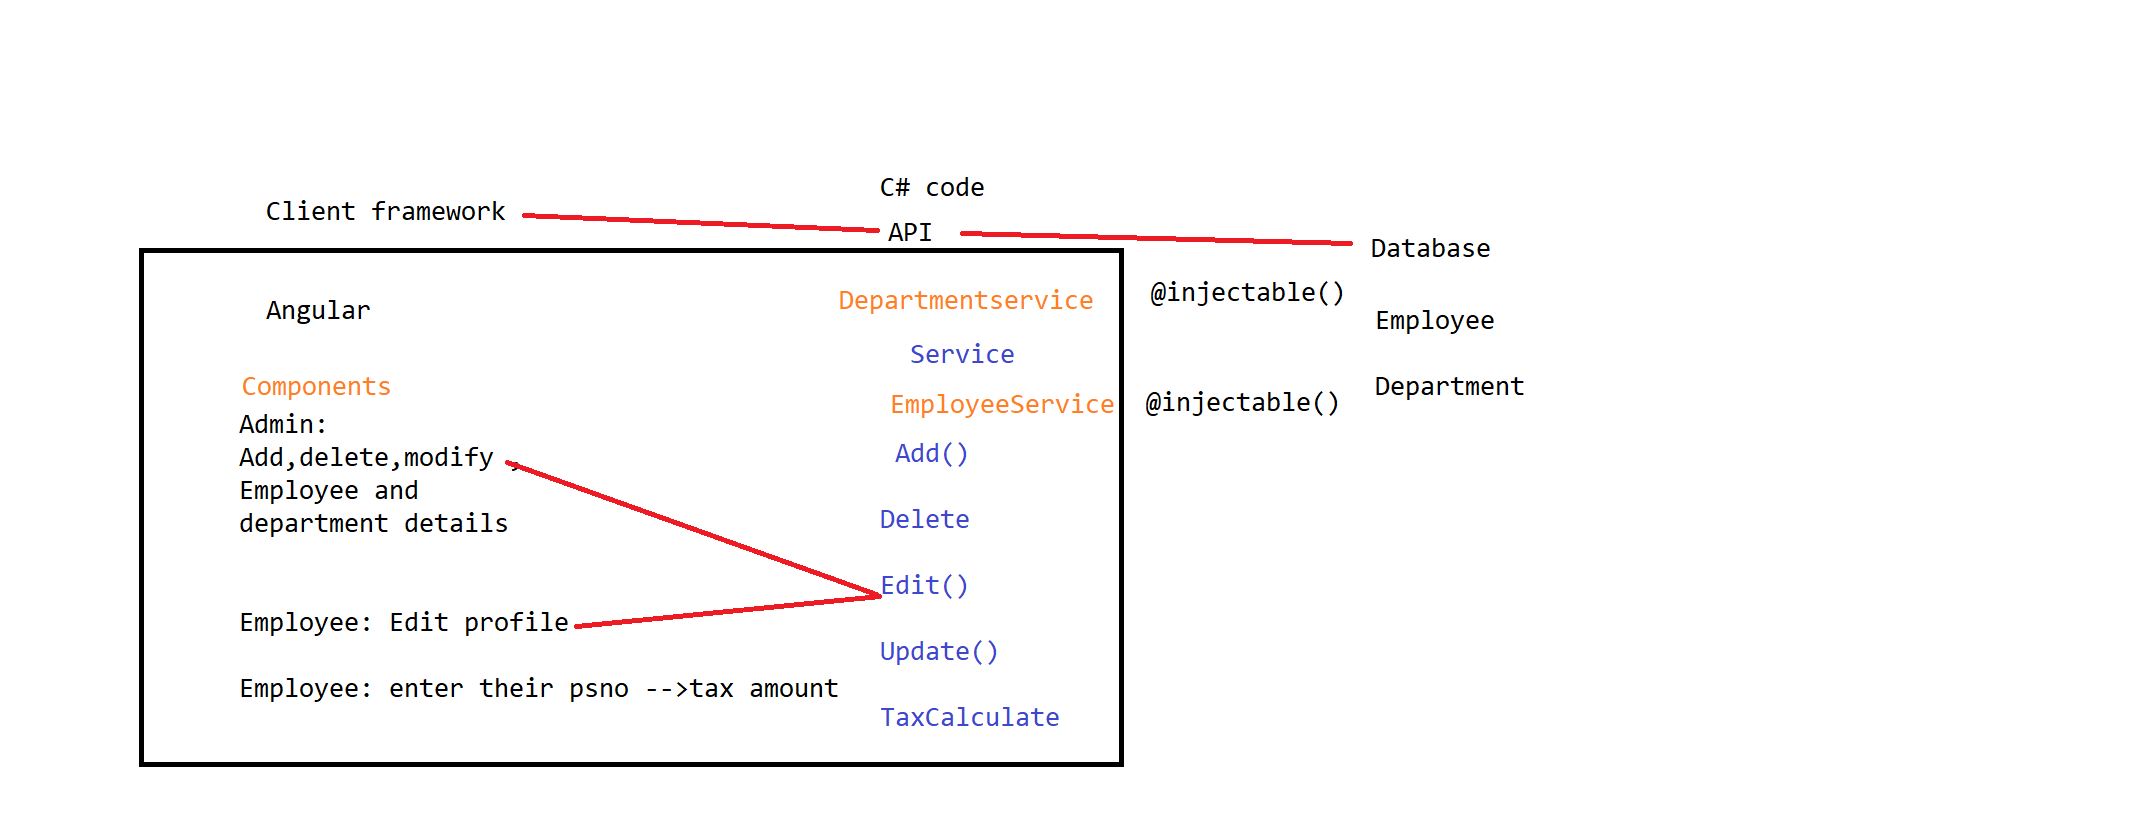 C# code
Client framework
API
Database
@injectable()
Departmentservice
Angular
Employee
Service
Components
Department
EmployeeService
@injectable()
Admin:
Add,delete,modify ,
Employee and
department details
Add()
Delete
Edit()
Employee: Edit profile
Update()
Employee: enter their psno -->tax amount
TaxCalculate